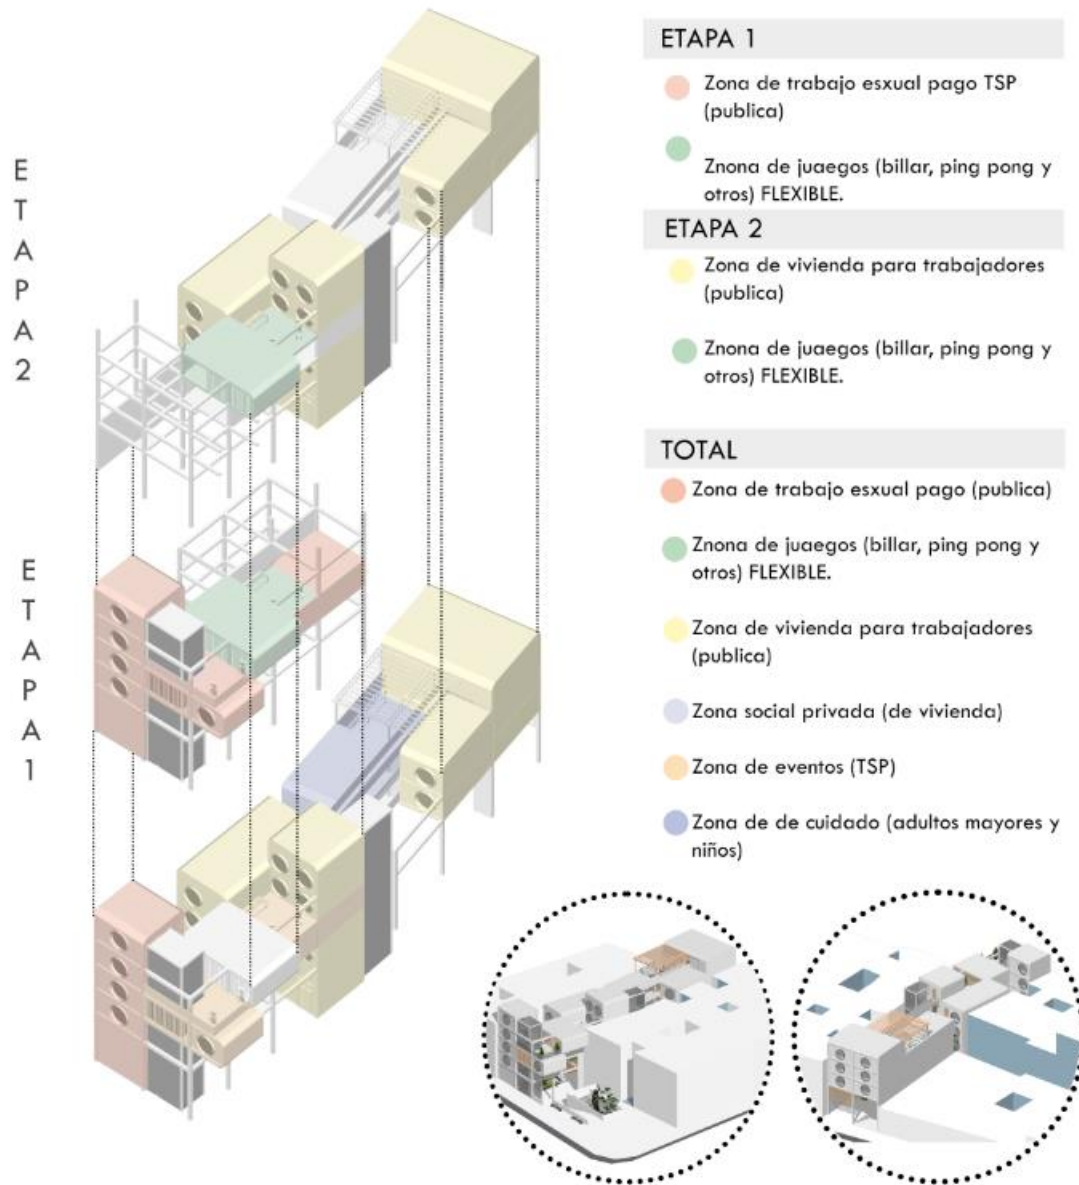 ETAPA 2
ETAPA 1
ETAPA 1
Zona de trabajo esxual pago TSP
(publica)
Znona de juaegos (billar, ping pong y
otros) FLEXIBLE.
ETAPA 2
Zona de vivienda para trabajadores
(publica)
Znona de juaegos (billar, ping pong y
otros) FLEXIBLE.
TOTAL
Zona de trabajo esxual pago (publica)
Znona de juaegos (billar, ping pong y
otros) FLEXIBLE.
Zona de vivienda para trabajadores
(publica)
Zona social privada (de vivienda)
Zona de eventos (TSP)
Zona de de cuidado (adultos mayores y
niños)